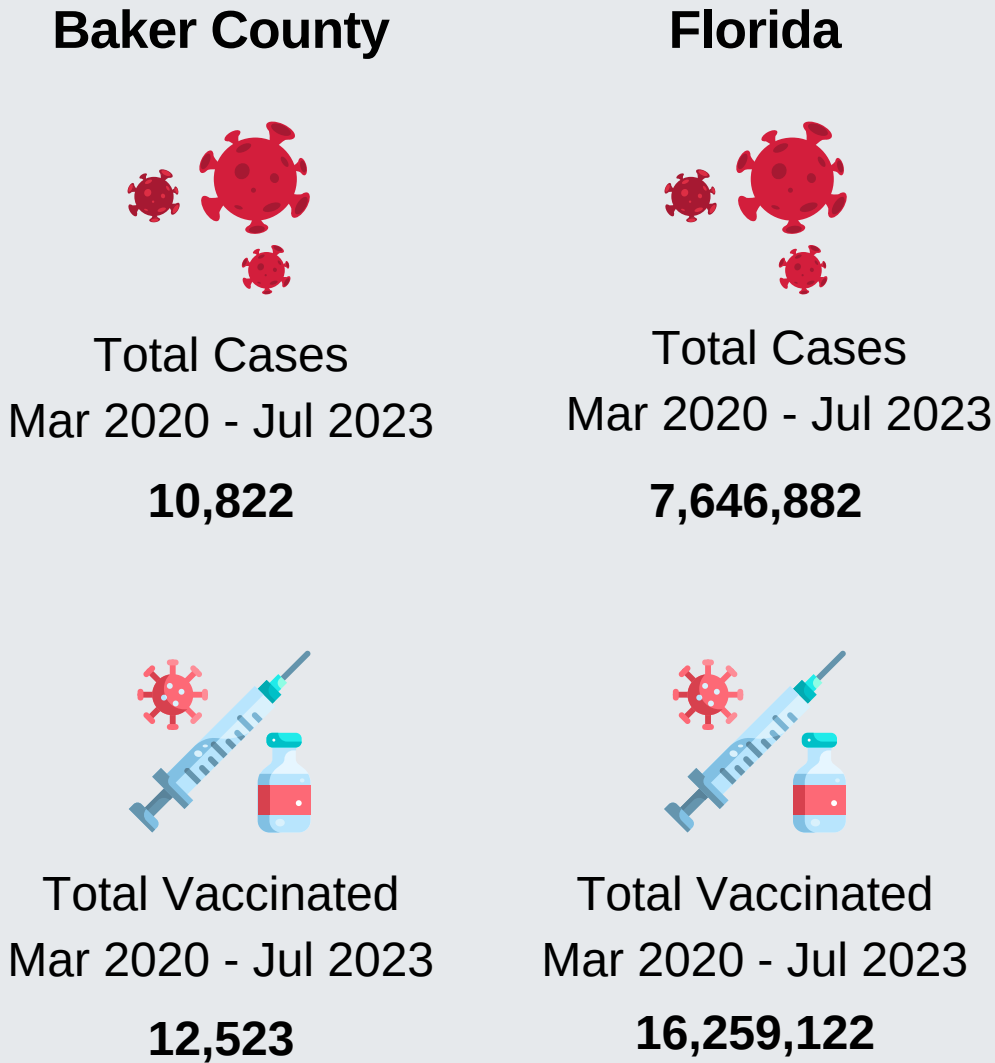 Baker County
Florida
Total Cases
Mar 2020 - Jul 2023
10,822
Total Cases
Mar 2020 - Jul 2023
7,646,882
Total Vaccinated
Mar 2020 - Jul 2023
12,523
Total Vaccinated
Mar 2020 - Jul 2023
16,259,122